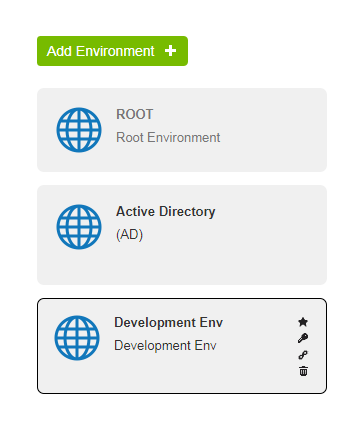 Add Environment
ROOT
Root Environment
Active Directory
(AD)
Development Env
Development Env